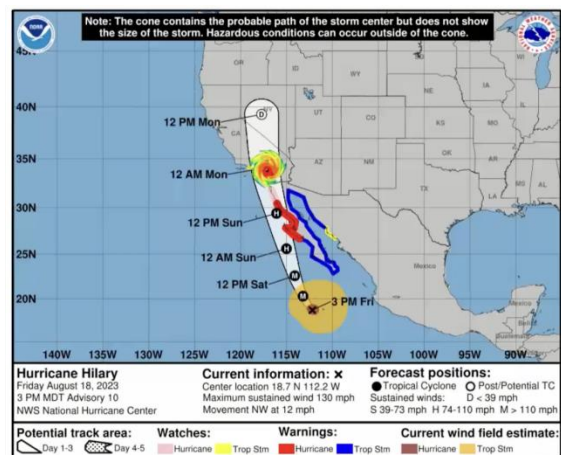 Note: The cone contains the probable path of the storm center but does not show
the size of the storm. Hazardous conditions can occur outside of the cone.
NOAA
45N
40N
35N
30N
25N
20N
OR
WY
IA
NV
UT
NE
CO
KS
MO
IL
CA
AZ
NM
OK
AR
TX
LA
MS
AL
Mexico
Mexico
12 PM Mon
12 AM Mon
12 PM Sun
12 AM Sun
12 PM Sat
3 PM Fri
D
H
H
M
M
140W 135W 130W 125W 120W 115W 110W 105W 100W 95W 90W
Hurricane Hilary
Friday August 18, 2023
3 PM MDT Advisory 10
NWS National Hurricane Center
Current information: ×
Center location 18.7 N 112.2 W
Maximum sustained wind 130 mph
Movement NW at 12 mph
Forecast positions:
Tropical Cyclone Post/Potential TC
Sustained winds: D < 39 mph
S 39-73 mph H 74-110 mph M > 110 mph
Potential track area:
Day 1-3 Day 4-5
Watches:
Hurricane Trop Stm
Warnings:
Hurricane Trop Stm
Current wind field estimate:
Hurricane Trop Stm